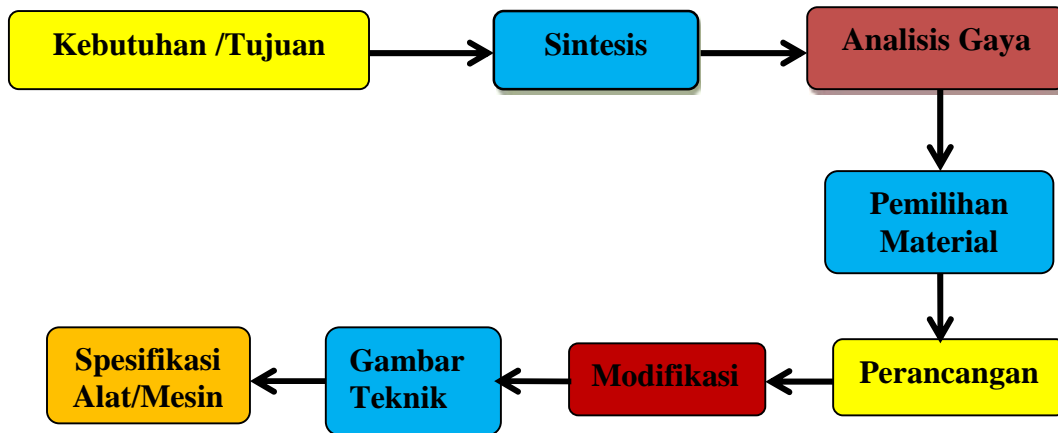 Kebutuhan /Tujuan
Sintesis
Analisis Gaya
Pemilihan
Material
Perancangan
Modifikasi
Gambar
Teknik
Spesifikasi
Alat/Mesin